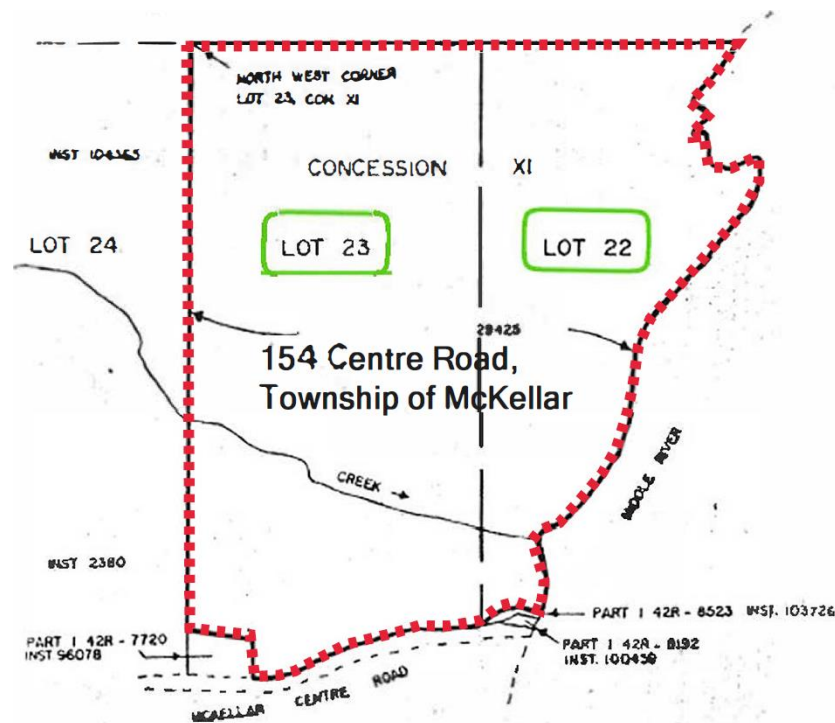 NORTH WEST CORNER
LOT 23, CON XI
INST 104365
CONCESSION XI
LOT 24
LOT 23
LOT 22
29425
154 Centre Road,
Township of McKellar
CREEK
MIDDLE RIVER
INST 2380
PART 1 42R - 8523 INST. 103726
PART 1 42R - 7720
INST 96078
PART 1 42R - 8192
INST. 100459
MCKELLAR CENTRE ROAD